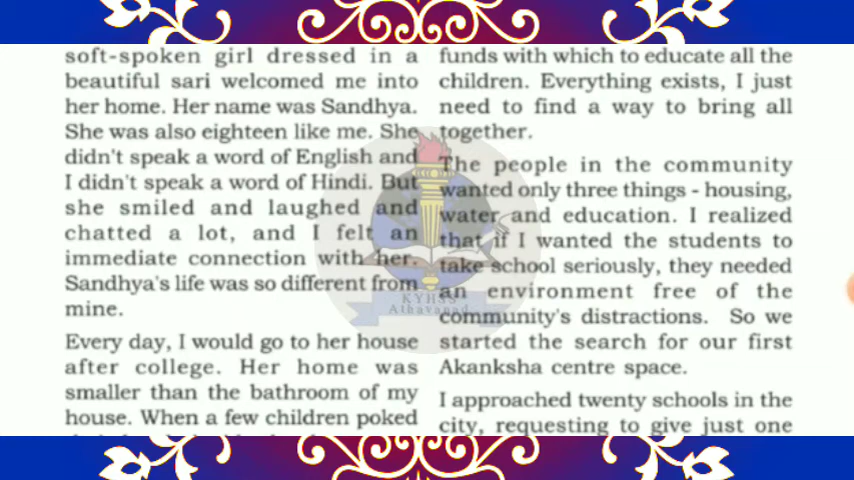 soft-spoken girl dressed in a
beautiful sari welcomed me into
her home. Her name was Sandhya.
She was also eighteen like me. She
didn't speak a word of English and
I didn't speak a word of Hindi. But
she smiled and laughed and
chatted a lot, and I felt an
immediate connection with her.
Sandhya's life was so different from
mine.
Every day, I would go to her house
after college. Her home was
smaller than the bathroom of my
house. When a few children poked
funds with which to educate all the
children. Everything exists, I just
need to find a way to bring all
together.
The people in the community
wanted only three things - housing,
water and education. I realized
that if I wanted the students to
take school seriously, they needed
an environment free of the
community's distractions. So we
started the search for our first
Akanksha centre space.
I approached twenty schools in the
city, requesting to give just one
KYHSS
Athavanad